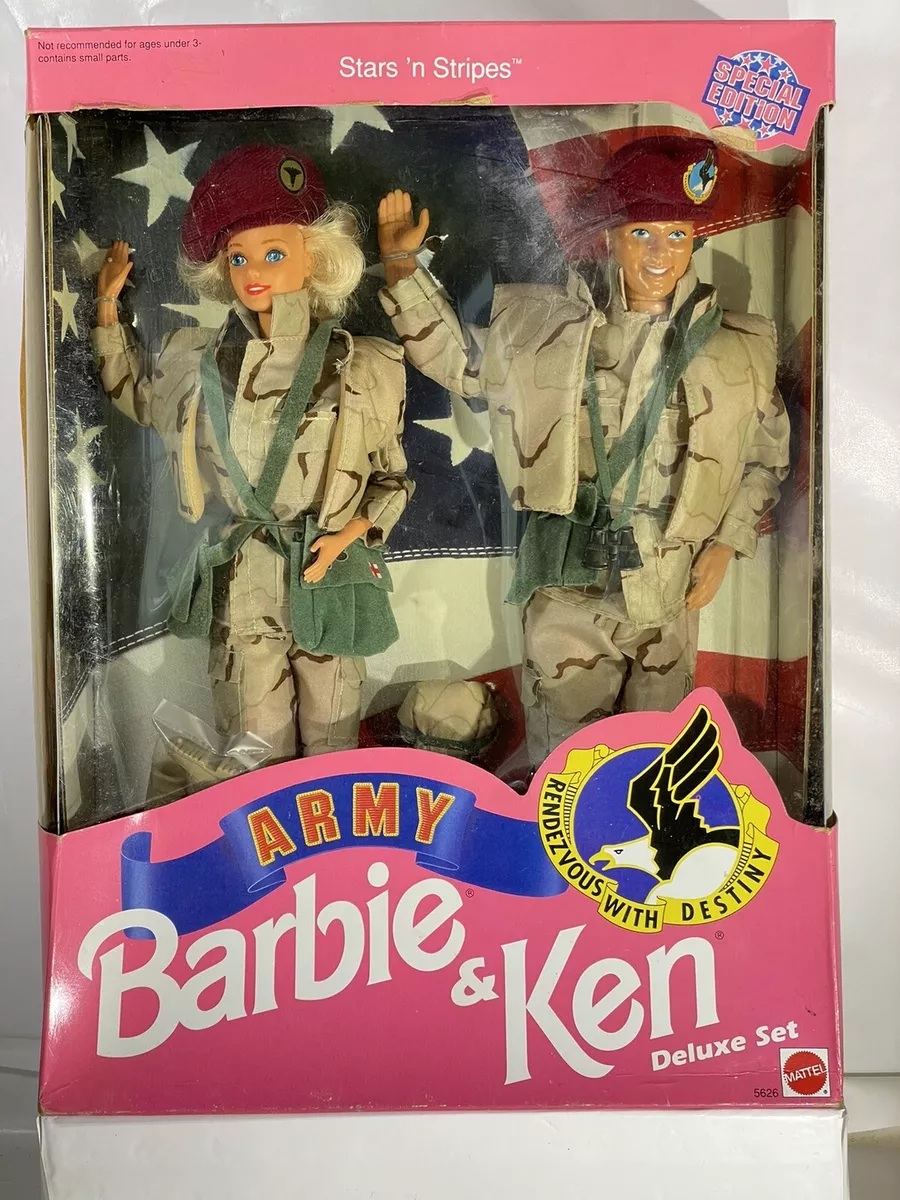 Not recommended for ages under 3-
contains small parts.
Stars 'n Stripes™
SPECIAL
EDITION
ARMY
RENDEZVOUS WITH DESTINY
Barbie®
& Ken®
Deluxe Set
5626
MATTEL